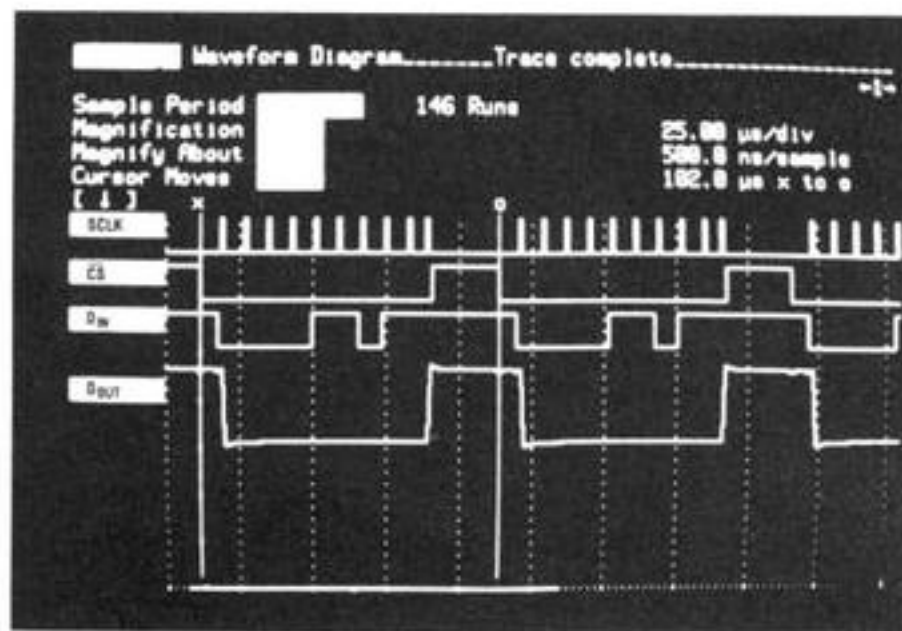 Waveform Diagram.......Trace complete
←1→
Sample Period 146 Runs
Magnification 25.00 µs/div
Magnify About 500.0 ns/sample
Cursor Moves 102.0 µs x to o
[ ↓ ] x o
SCLK
C̅S̅
DIN
DOUT